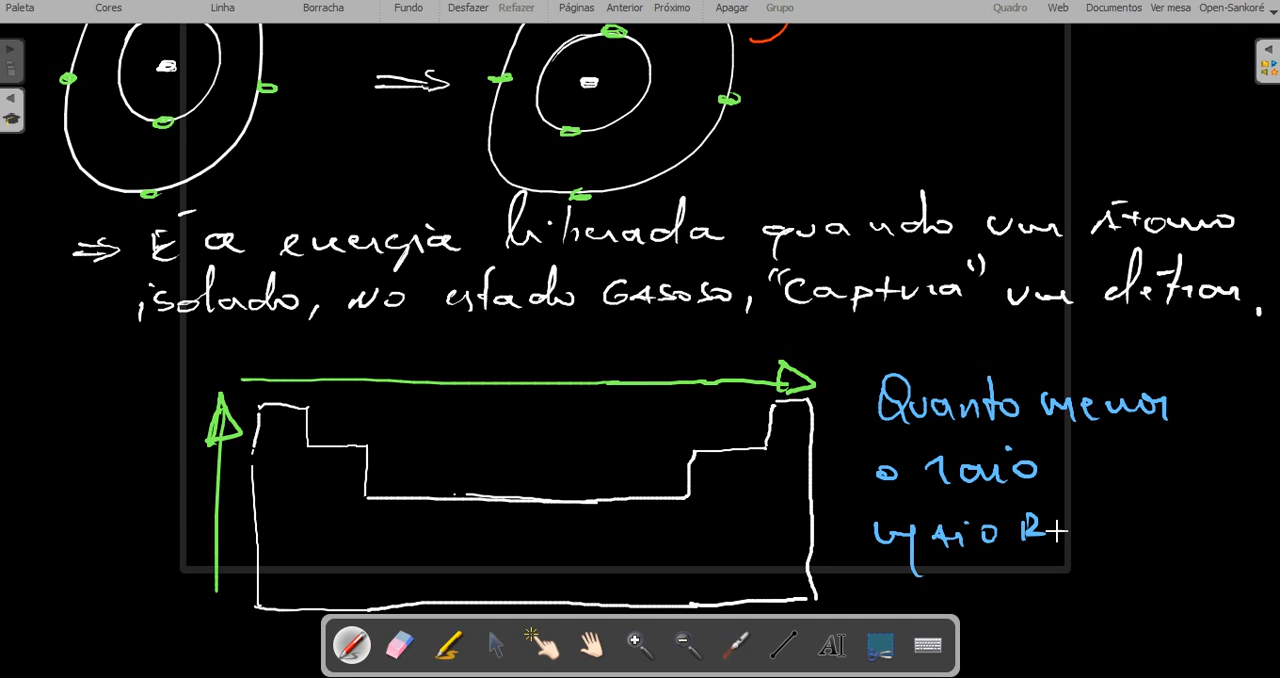 Paleta Cores Linha Borracha Fundo Desfazer Refazer Páginas Anterior Próximo Apagar Grupo Quadro Web Documentos Ver mesa Open-Sankoré
⇒ É a energia liberada quando um Átomo
isolado, no estado GASOSO, "Captura" um elétron.
Quanto menor
o raio
MAIOR
AI